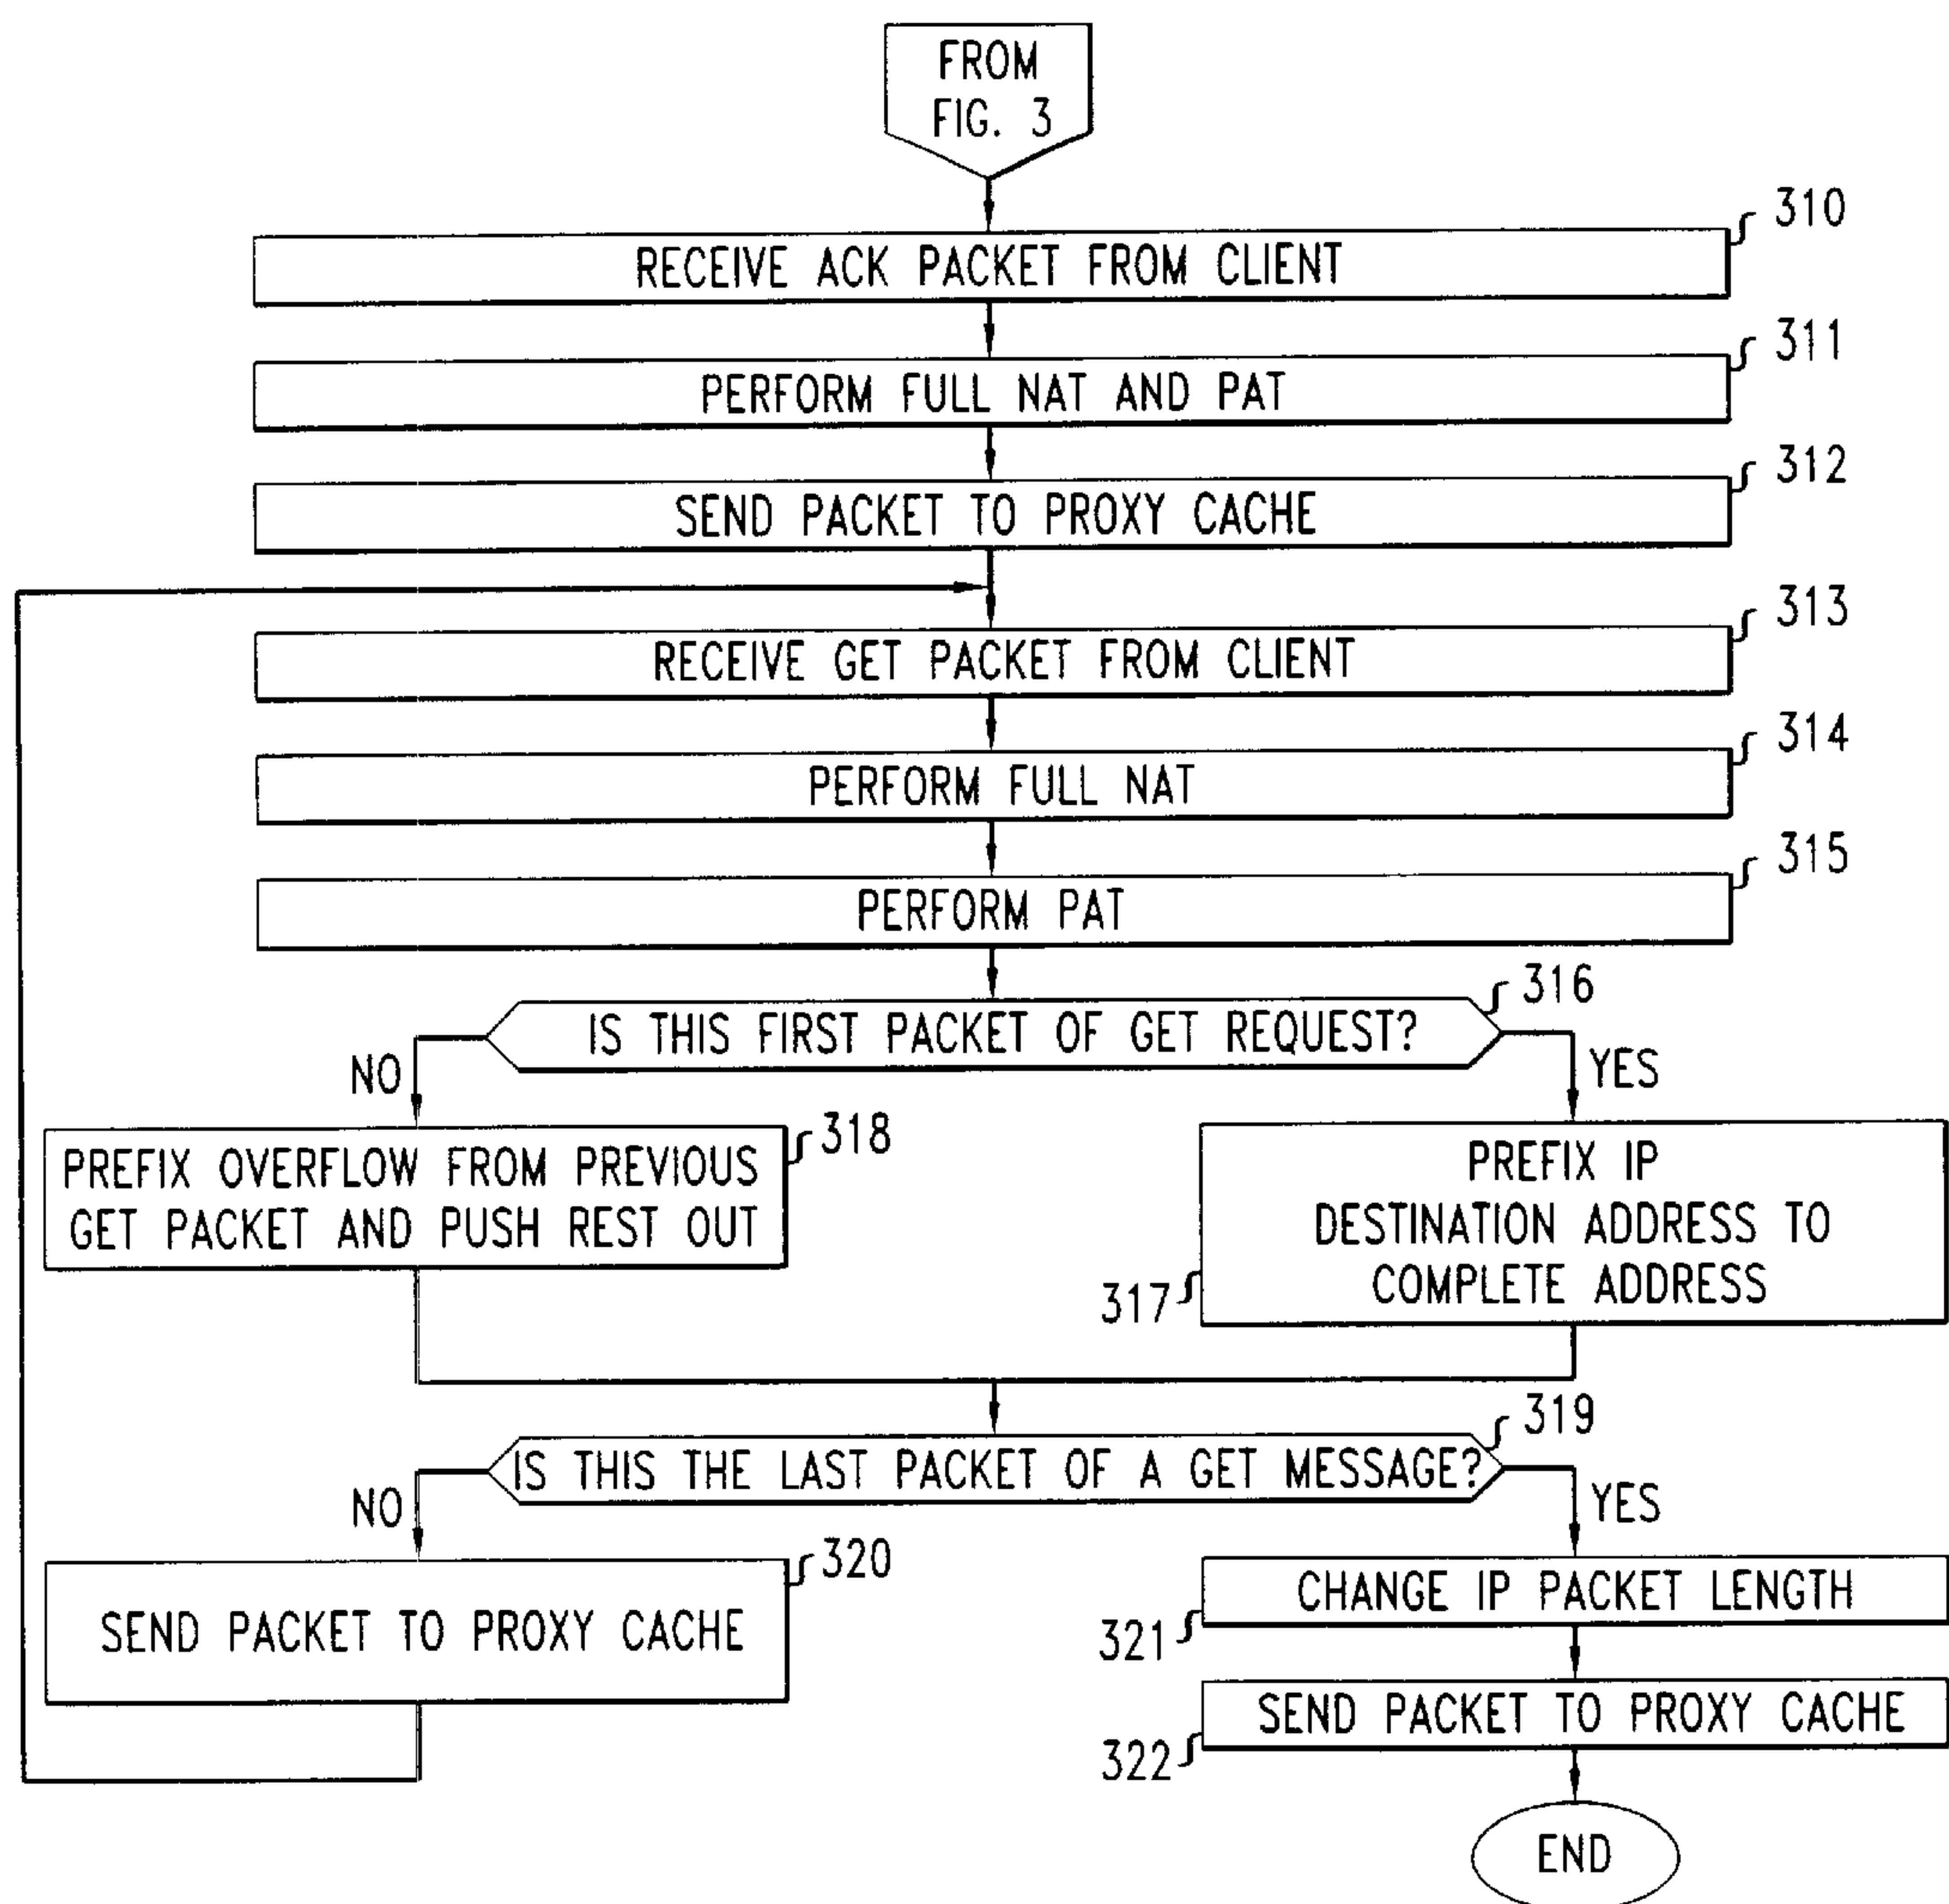 FROM
FIG. 3
310
RECEIVE ACK PACKET FROM CLIENT
311
PERFORM FULL NAT AND PAT
312
SEND PACKET TO PROXY CACHE
313
RECEIVE GET PACKET FROM CLIENT
314
PERFORM FULL NAT
315
PERFORM PAT
316
IS THIS FIRST PACKET OF GET REQUEST?
NO
YES
318
PREFIX OVERFLOW FROM PREVIOUS
GET PACKET AND PUSH REST OUT
PREFIX IP
DESTINATION ADDRESS TO
COMPLETE ADDRESS
317
319
IS THIS THE LAST PACKET OF A GET MESSAGE?
NO
YES
320
SEND PACKET TO PROXY CACHE
CHANGE IP PACKET LENGTH
321
SEND PACKET TO PROXY CACHE
322
END